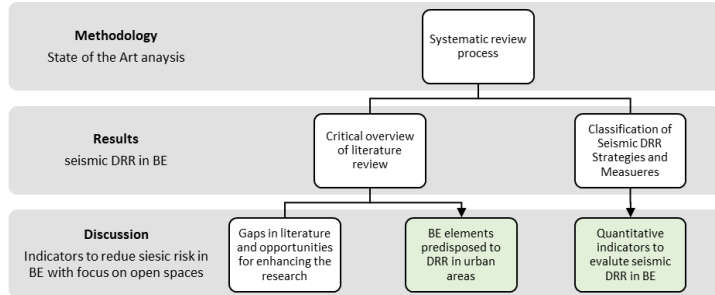 Methodology
State of the Art anaysis
Systematic review
process
Results
seismic DRR in BE
Critical overview
of literature
review
Classification of
Seismic DRR
Strategies and
Measueres
Discussion
Indicators to redue siesic risk in
BE with focus on open spaces
Gaps in literature
and opportunities
for enhancing the
research
BE elements
predisposed to
DRR in urban
areas
Quantitative
indicators to
evalute seismic
DRR in BE